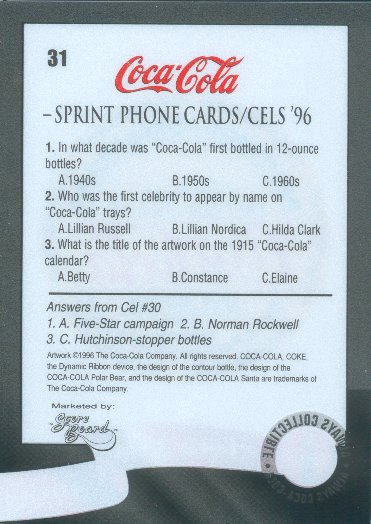 31
Coca-Cola
–SPRINT PHONE CARDS/CELS '96
1. In what decade was "Coca-Cola" first bottled in 12-ounce
bottles?
A.1940s B.1950s C.1960s
2. Who was the first celebrity to appear by name on
"Coca-Cola" trays?
A.Lillian Russell B.Lillian Nordica C.Hilda Clark
3. What is the title of the artwork on the 1915 "Coca-Cola"
calendar?
A.Betty B.Constance C.Elaine
Answers from Cel #30
1. A. Five-Star campaign 2. B. Norman Rockwell
3. C. Hutchinson-stopper bottles
Artwork ©1996 The Coca-Cola Company. All rights reserved. COCA-COLA, COKE,
the Dynamic Ribbon device, the design of the contour bottle, the design of the
COCA-COLA Polar Bear, and the design of the COCA-COLA Santa are trademarks of
The Coca-Cola Company.
Marketed by:
Score
Board
COLLECTIBLE